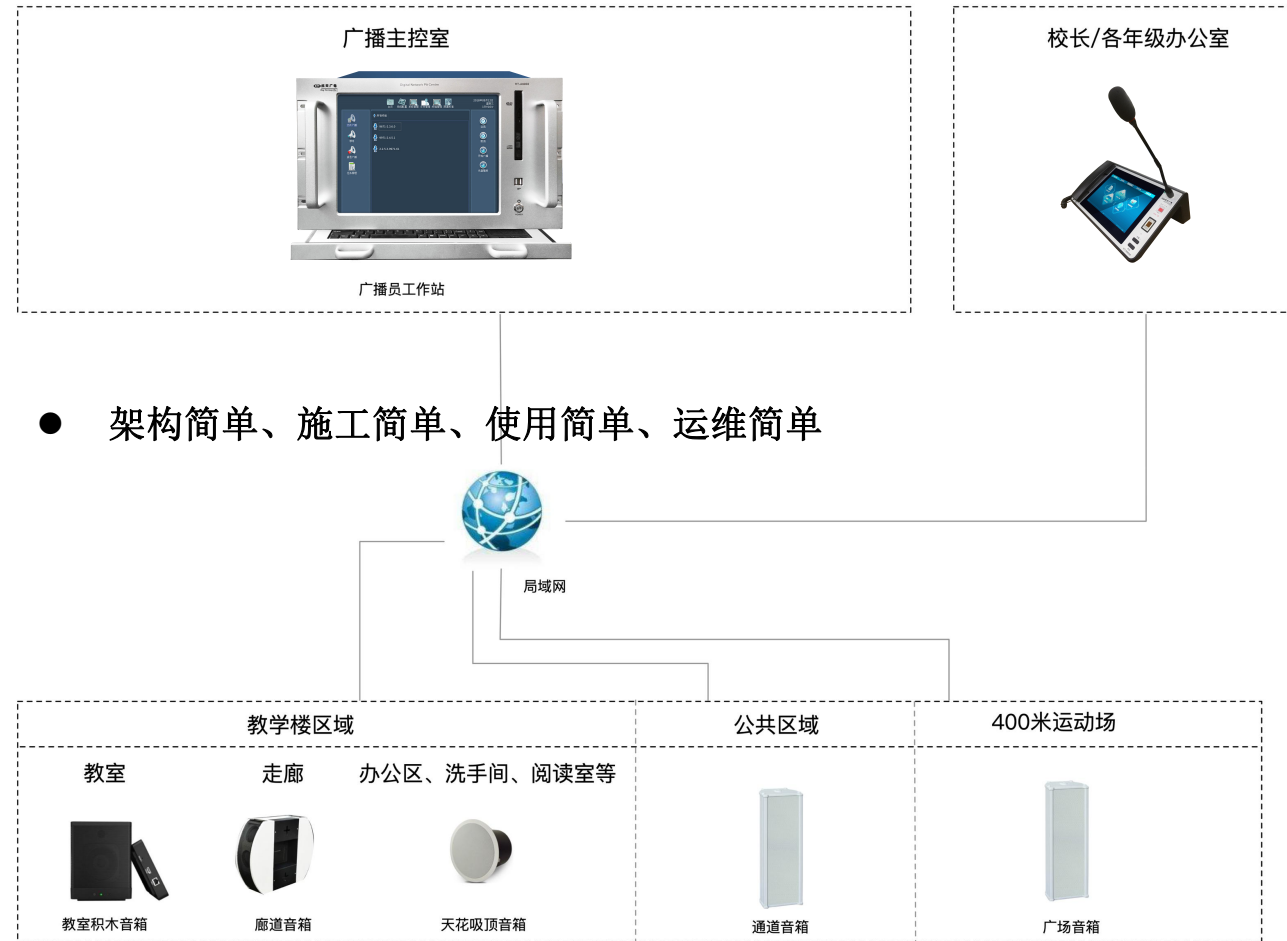 广播主控室
校长/各年级办公室
广播员工作站
● 架构简单、施工简单、使用简单、运维简单
局域网
教学楼区域
公共区域
400米运动场
教室
走廊
办公区、洗手间、阅读室等
教室积木音箱
廊道音箱
天花吸顶音箱
通道音箱
广场音箱